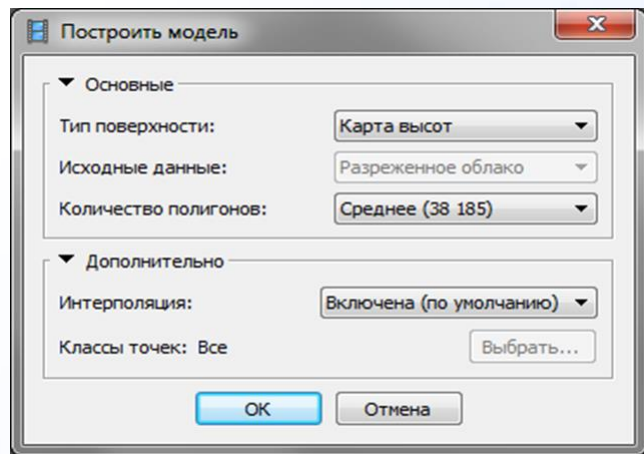 Построить модель
Основные
Тип поверхности: Карта высот
Исходные данные: Разреженное облако
Количество полигонов: Среднее (38 185)
Дополнительно
Интерполяция: Включена (по умолчанию)
Классы точек: Все Выбрать...
OK Отмена